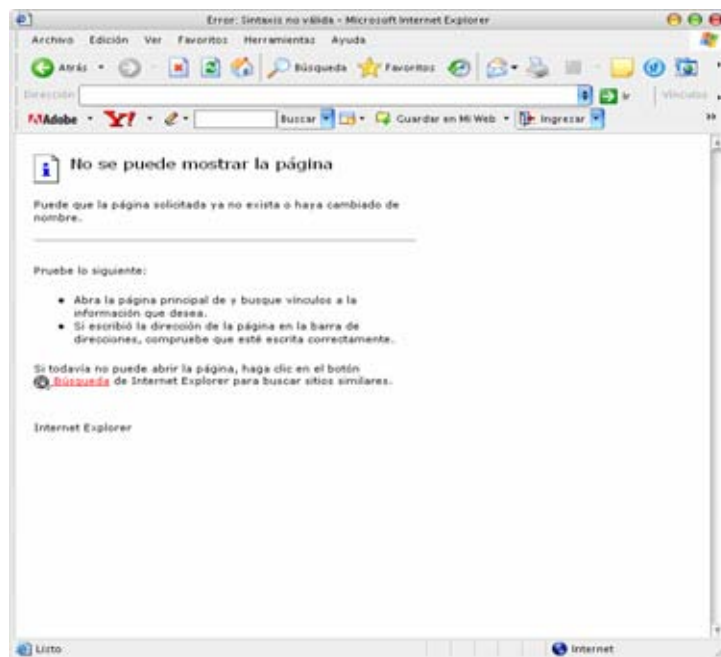 Error: Sintaxis no válida - Microsoft Internet Explorer
Archivo Edición Ver Favoritos Herramientas Ayuda
Atrás Búsqueda Favoritos
Dirección Ir Vínculos
Adobe Y! Buscar Guardar en Mi Web Ingresar
No se puede mostrar la página
Puede que la página solicitada ya no exista o haya cambiado de
nombre.
Pruebe lo siguiente:
Abra la página principal de y busque vínculos a la
información que desea.
Si escribió la dirección de la página en la barra de
direcciones, compruebe que esté escrita correctamente.
Si todavía no puede abrir la página, haga clic en el botón
Búsqueda de Internet Explorer para buscar sitios similares.
Internet Explorer
Listo Internet